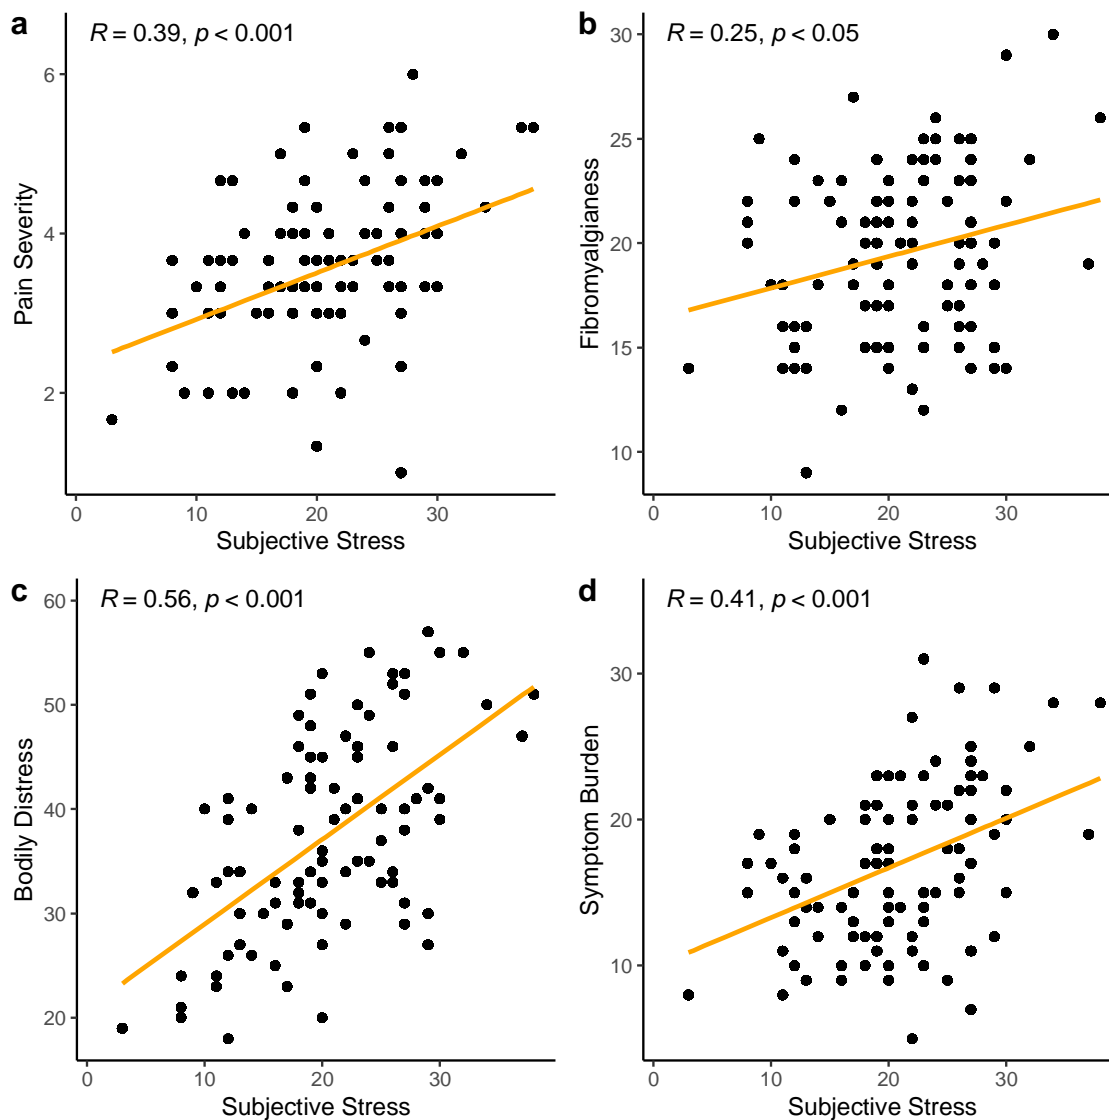 a
R = 0.39, p < 0.001
6
4
2
Pain Severity
0
10
20
30
Subjective Stress
b
R = 0.25, p < 0.05
30
25
20
15
10
Fibromyalgianess
0
10
20
30
Subjective Stress
c
R = 0.56, p < 0.001
60
50
40
30
20
Bodily Distress
0
10
20
30
Subjective Stress
d
R = 0.41, p < 0.001
30
20
10
Symptom Burden
0
10
20
30
Subjective Stress